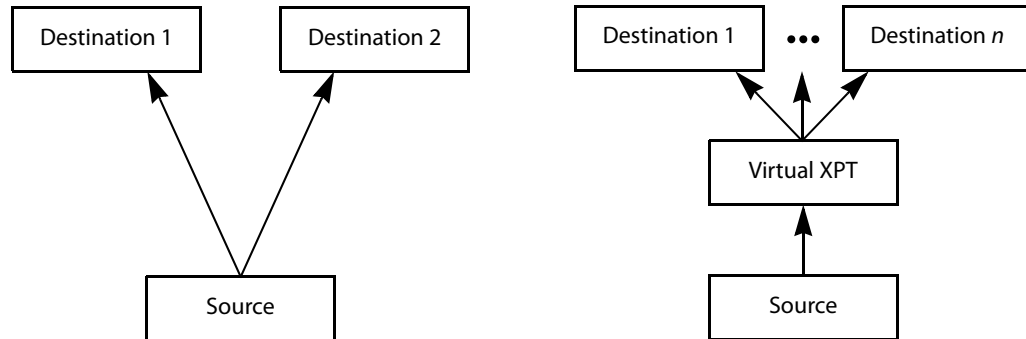 Destination 1
Destination 2
Source
Destination 1
•••
Destination n
Virtual XPT
Source